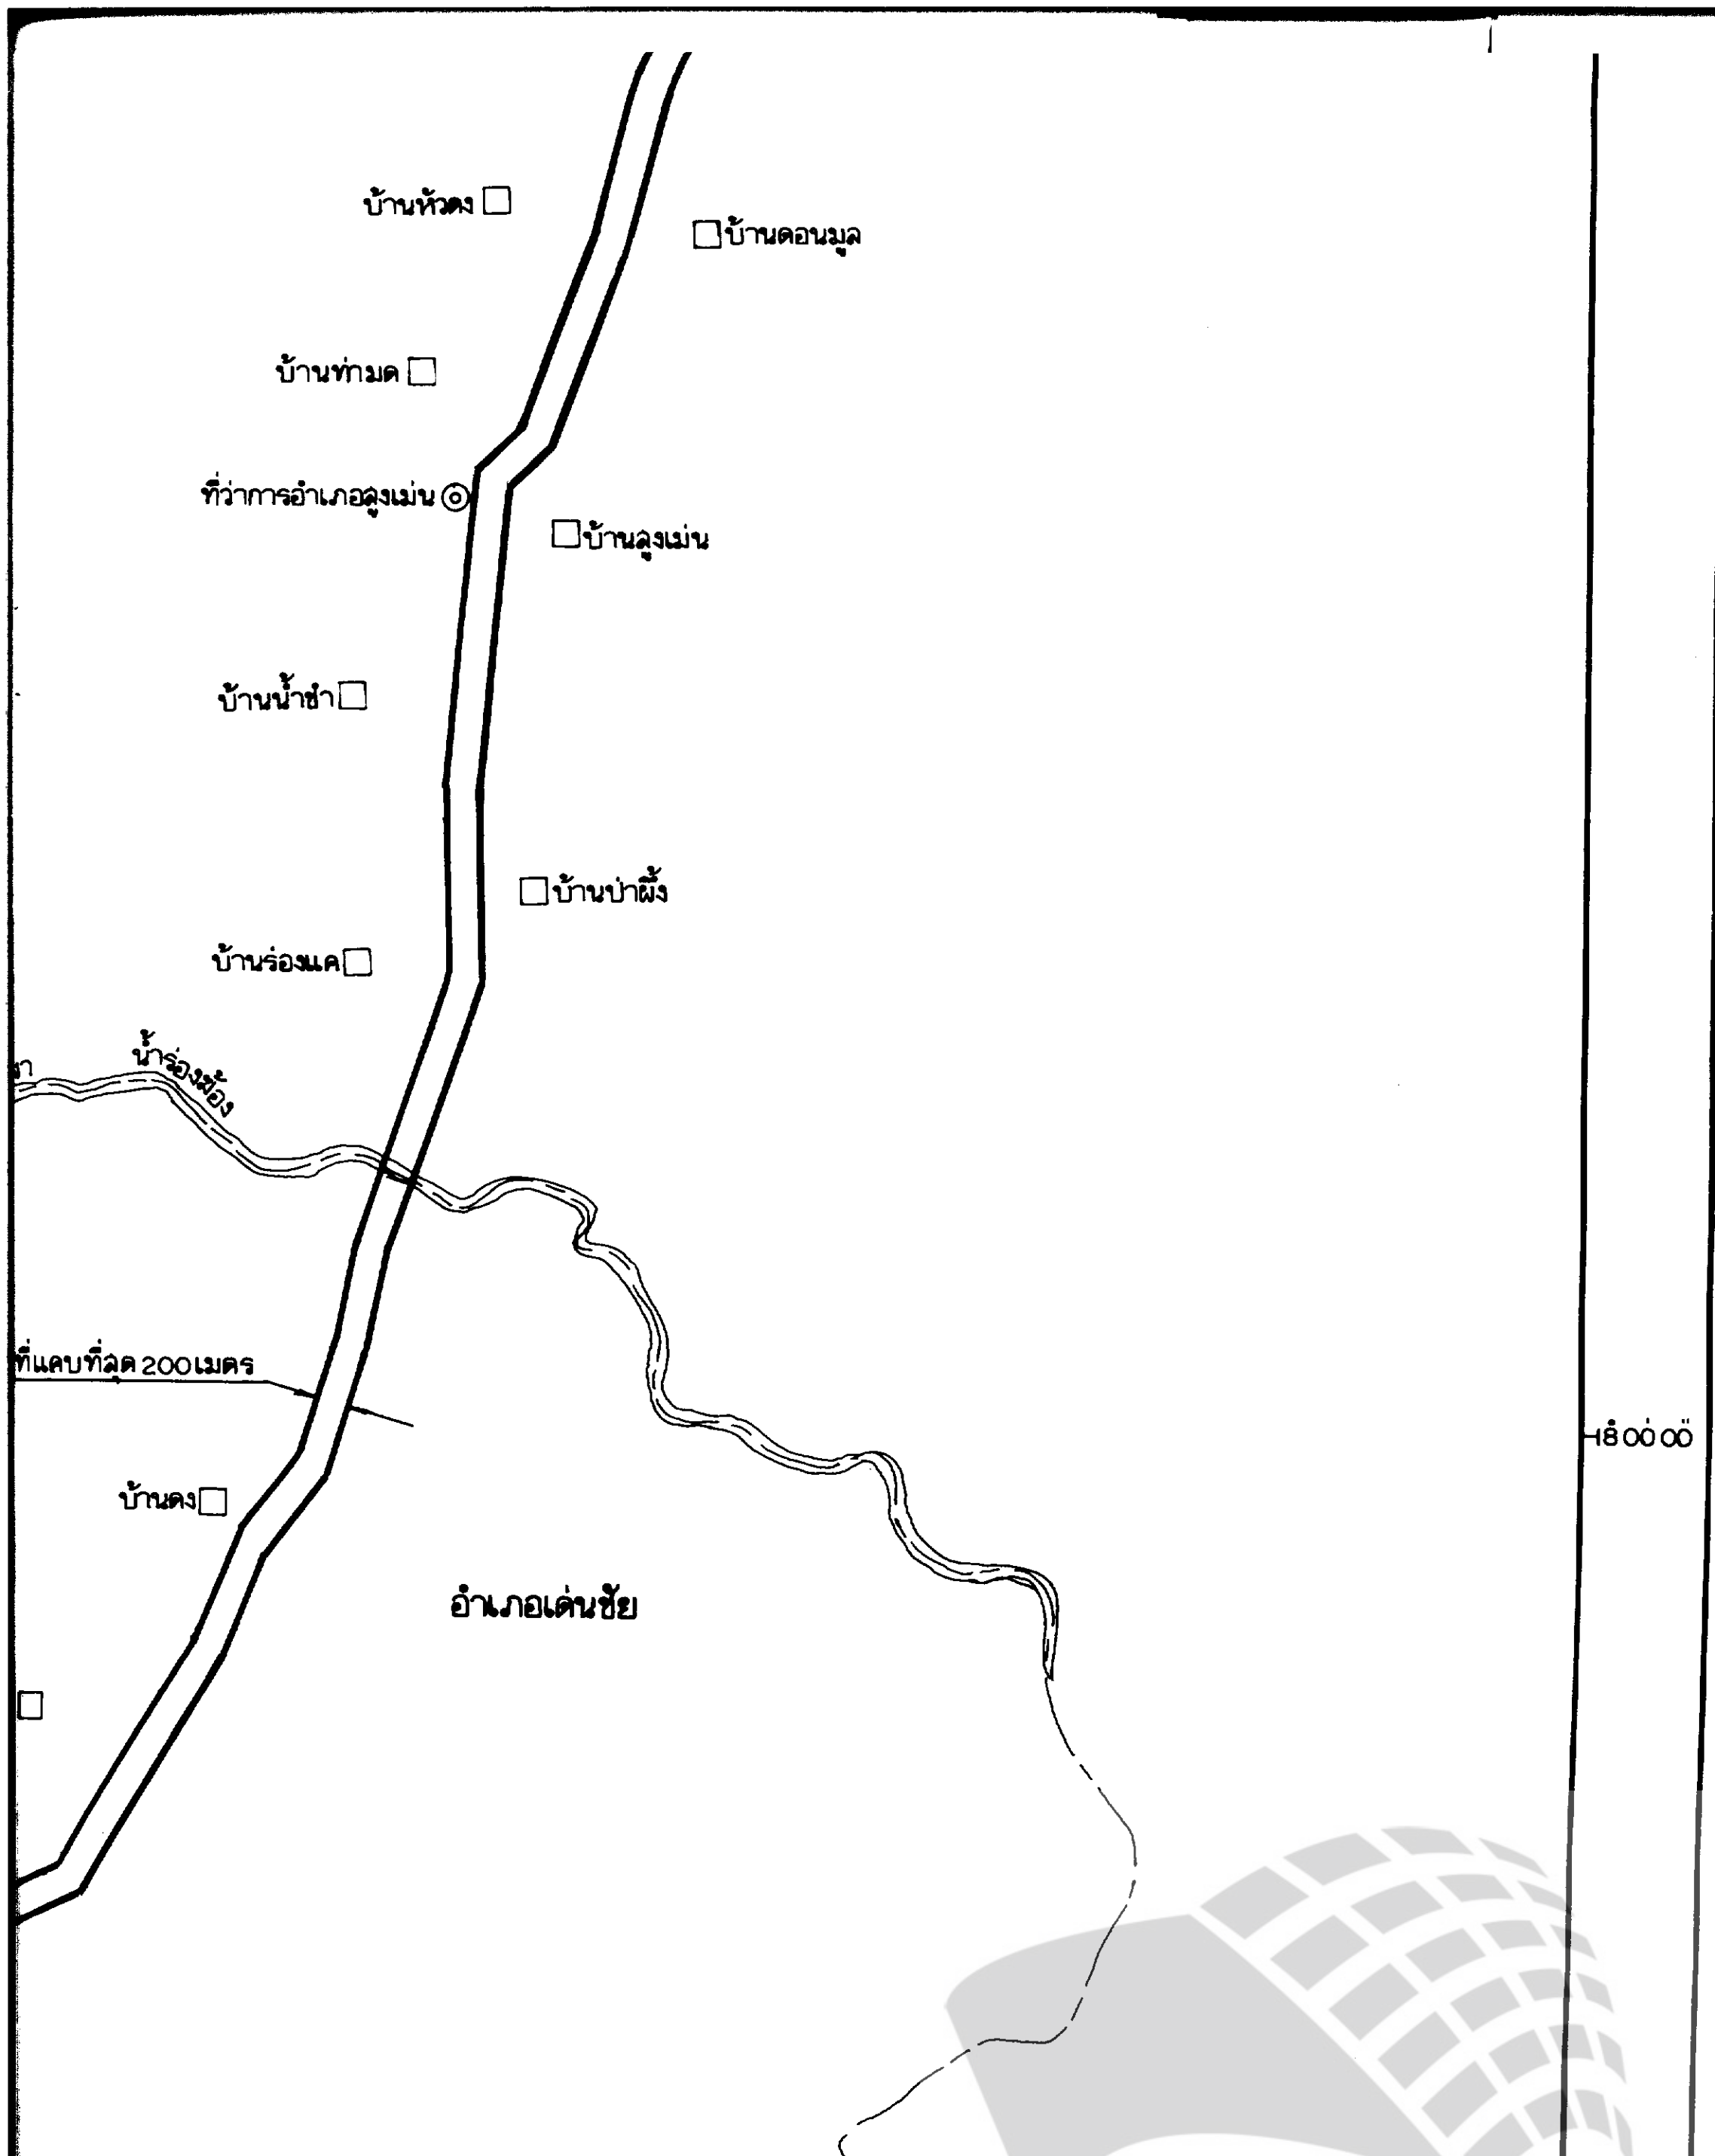 บ้านหัวดง
บ้านดอนมูล
บ้านท่ามด
ที่ว่าการอำเภอสูงเม่น
บ้านสูงเม่น
บ้านน้ำชำ
บ้านป่าผึ้ง
บ้านร่องแค
น้ำร่องฆ้อง
ที่แคบที่สุด 200 เมตร
18 00 00
บ้านดง
อำเภอเด่นชัย